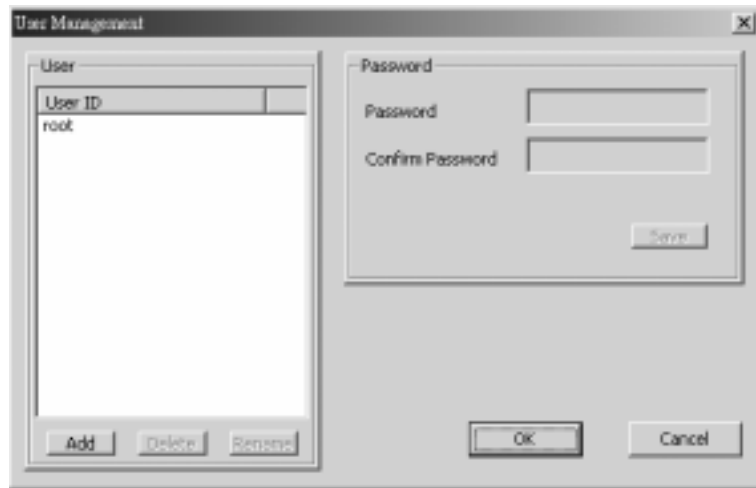 User Management
User
User ID
root
Add
Delete
Rename
Password
Password
Confirm Password
Save
OK
Cancel